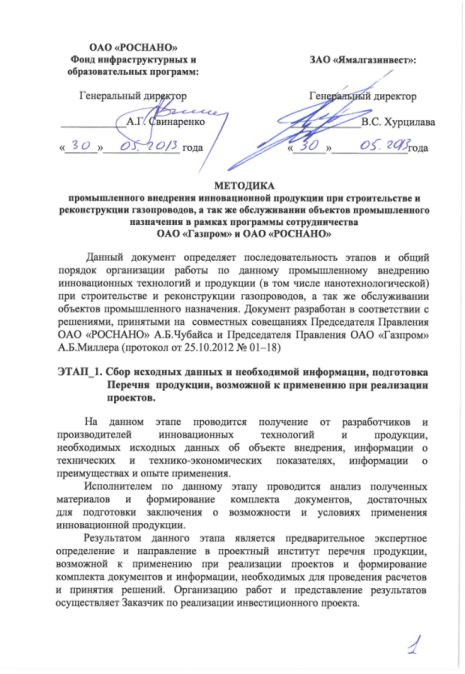 ОАО «РОСНАНО»
Фонд инфраструктурных и
образовательных программ:
ЗАО «Ямалгазинвест»:
Генеральный директор
Генеральный директор
А.Г. Свинаренко
В.С. Хурцилава
« 30 » 05. 2013 года
« 30 » 05. 2013 года
МЕТОДИКА
промышленного внедрения инновационной продукции при строительстве и
реконструкции газопроводов, а так же обслуживании объектов промышленного
назначения в рамках программы сотрудничества
ОАО «Газпром» и ОАО «РОСНАНО»
Данный документ определяет последовательность этапов и общий
порядок организации работы по данному промышленному внедрению
инновационных технологий и продукции (в том числе нанотехнологической)
при строительстве и реконструкции газопроводов, а так же обслуживании
объектов промышленного назначения. Документ разработан в соответствии с
решениями, принятыми на совместных совещаниях Председателя Правления
ОАО «РОСНАНО» А.Б.Чубайса и Председателя Правления ОАО «Газпром»
А.Б.Миллера (протокол от 25.10.2012 № 01–18)
ЭТАП_1. Сбор исходных данных и необходимой информации, подготовка
Перечня продукции, возможной к применению при реализации
проектов.
На данном этапе проводится получение от разработчиков и
производителей инновационных технологий и продукции,
необходимых исходных данных об объекте внедрения, информации о
технических и технико-экономических показателях, информации о
преимуществах и опыте применения.
Исполнителем по данному этапу проводится анализ полученных
материалов и формирование комплекта документов, достаточных
для подготовки заключения о возможности и условиях применения
инновационной продукции.
Результатом данного этапа является предварительное экспертное
определение и направление в проектный институт перечня продукции,
возможной к применению при реализации проектов и формирование
комплекта документов и информации, необходимых для проведения расчетов
и принятия решений. Организацию работ и представление результатов
осуществляет Заказчик по реализации инвестиционного проекта.
1